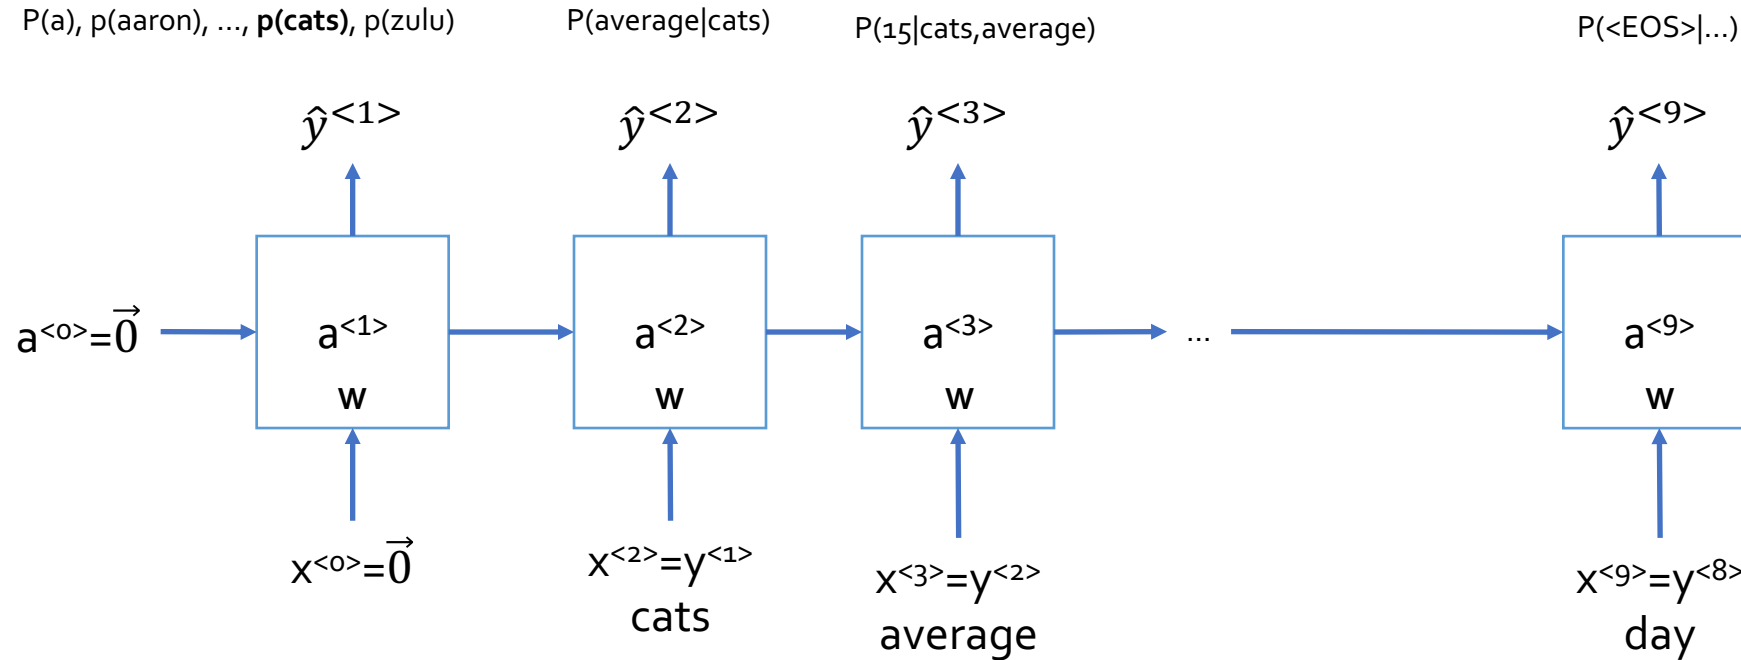 P(a), p(aaron), ..., p(cats), p(zulu) P(average|cats) P(15|cats,average) P(<EOS>|...)
ŷ<1> ŷ<2> ŷ<3> ŷ<9>
a<0>=0⃗ a<1> a<2> a<3> ... a<9>
w w w w
x<0>=0⃗ x<2>=y<1> x<3>=y<2> x<9>=y<8>
cats average day